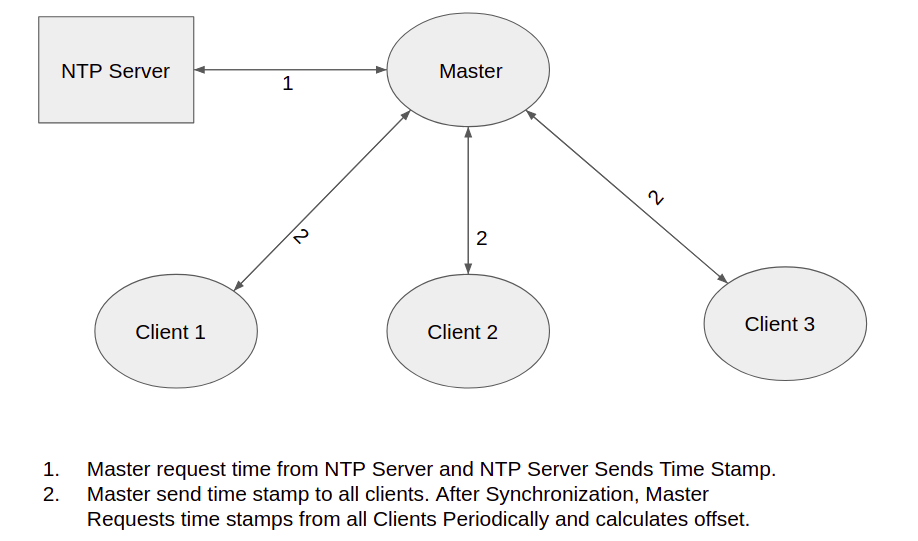 NTP Server
Master
1
2
2
2
Client 1
Client 2
Client 3
1. Master request time from NTP Server and NTP Server Sends Time Stamp.
2. Master send time stamp to all clients. After Synchronization, Master
Requests time stamps from all Clients Periodically and calculates offset.